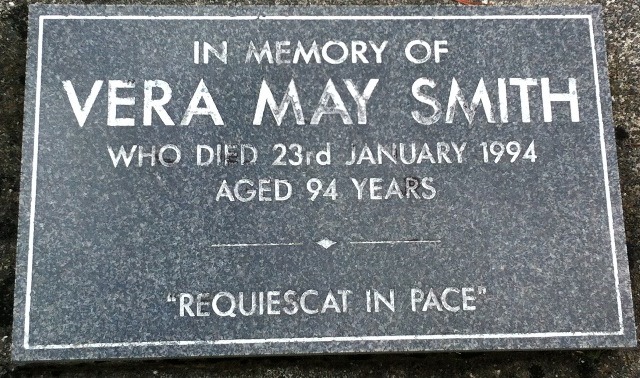 IN MEMORY OF
VERA MAY SMITH
WHO DIED 23rd JANUARY 1994
AGED 94 YEARS
"REQUIESCAT IN PACE"